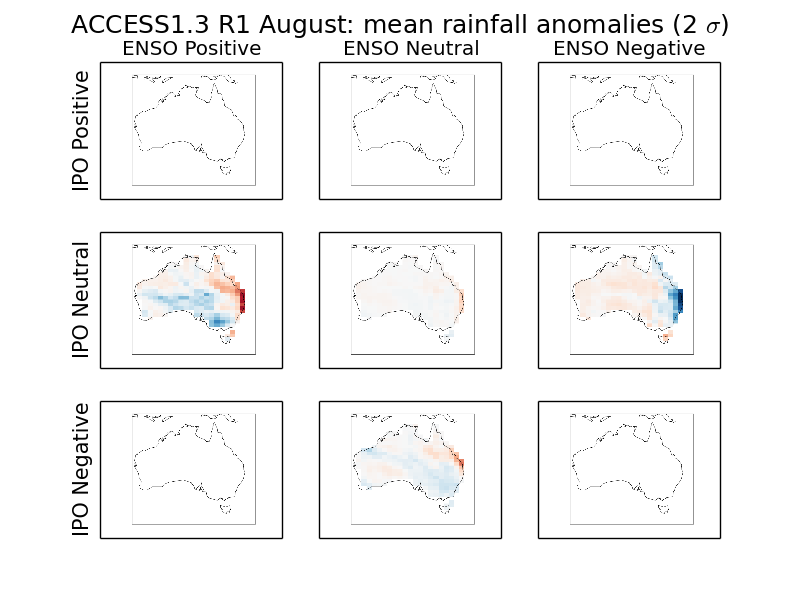 ACCESS1.3 R1 August: mean rainfall anomalies (2 σ)
ENSO Positive
ENSO Neutral
ENSO Negative
IPO Positive
IPO Neutral
IPO Negative